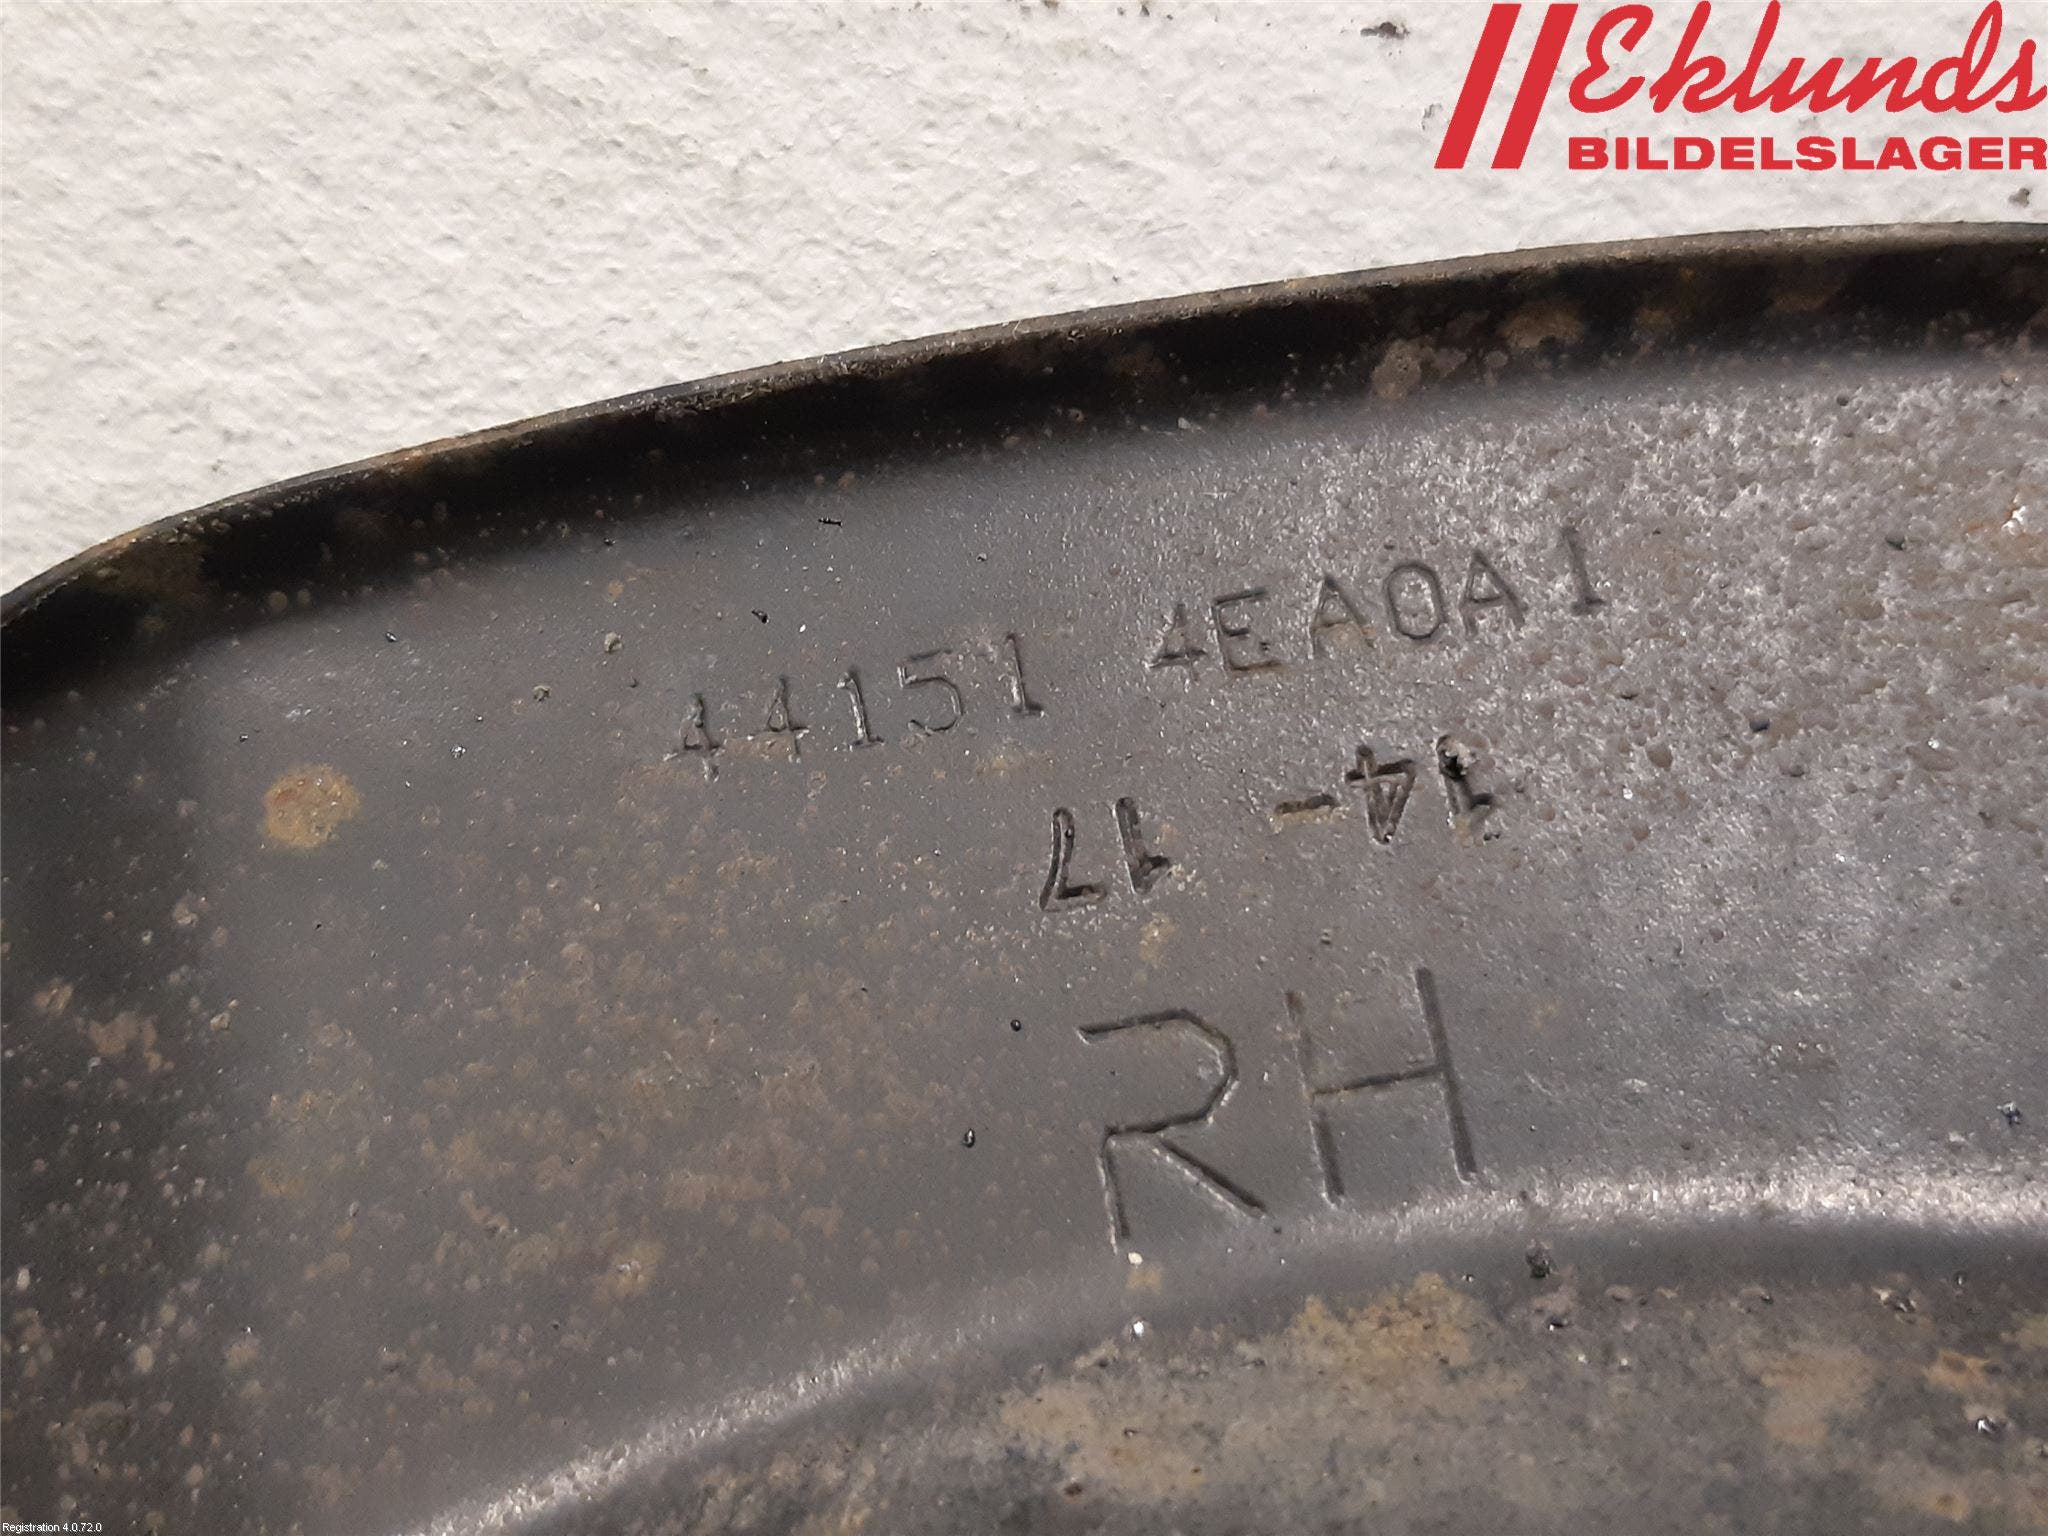 Eklunds
BILDELSLAGER
44151 4EA0A1
14-17
RH
Registration 4.0.72.0